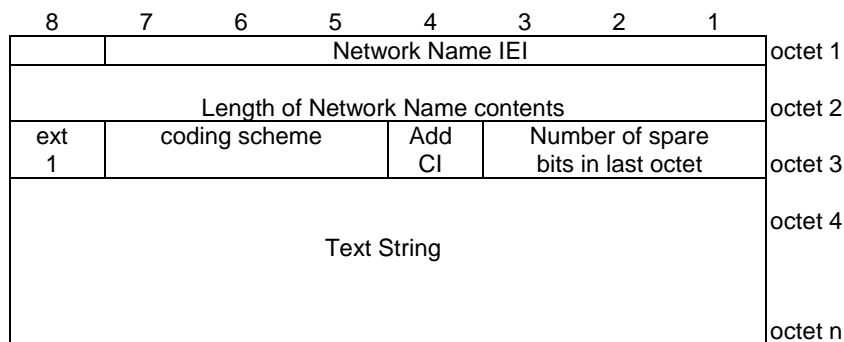 8 7 6 5 4 3 2 1
Network Name IEI octet 1
Length of Network Name contents octet 2
ext coding scheme Add Number of spare
1 CI bits in last octet octet 3
octet 4
Text String
octet n